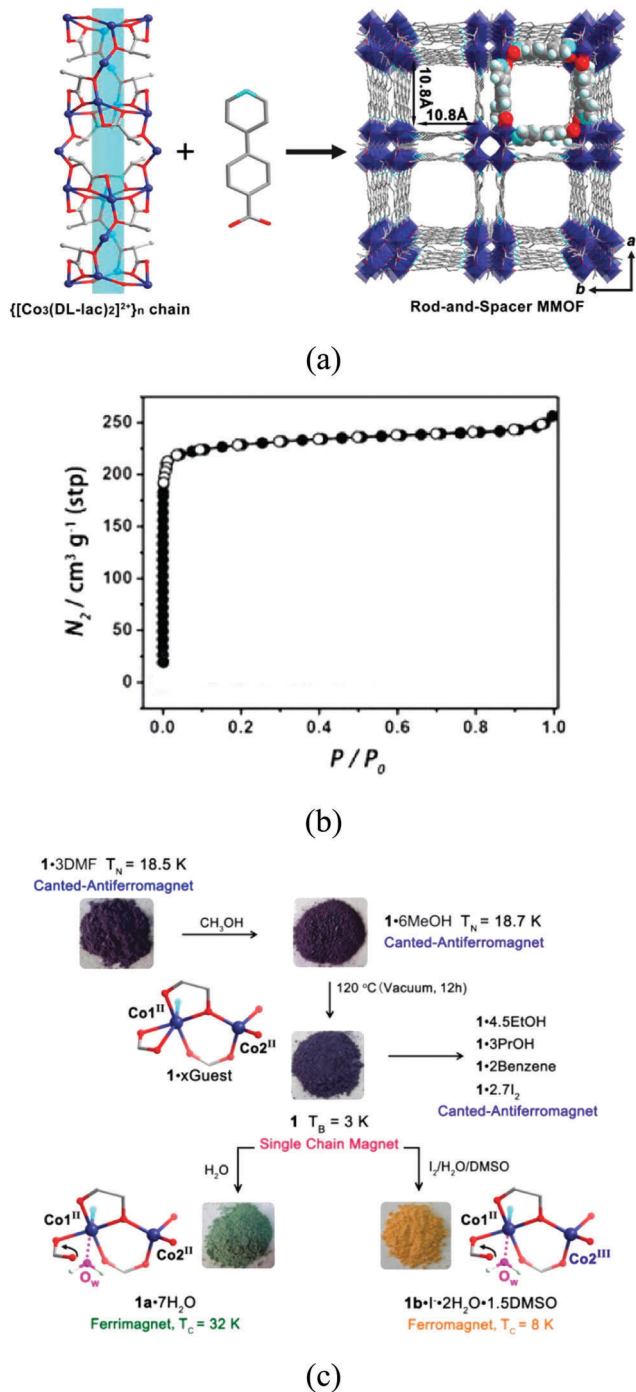 10.8Å
10.8Å
+
a
b
{[Co3(DL-lac)2]2+}n chain
Rod-and-Spacer MMOF
(a)
N2 / cm3 g-1 (stp)
250
200
150
100
50
0
0.0 0.2 0.4 0.6 0.8 1.0
P / P0
(b)
1•3DMF TN = 18.5 K
Canted-Antiferromagnet
CH3OH
1•6MeOH TN = 18.7 K
Canted-Antiferromagnet
120 °C (Vacuum, 12h)
Co1II
Co2II
1•xGuest
1•4.5EtOH
1•3PrOH
1•2Benzene
1•2.7I2
Canted-Antiferromagnet
1 TB = 3 K
Single Chain Magnet
H2O
I2/H2O/DMSO
Co1II
Co2II
Ow
Co1II
Co2III
Ow
1a•7H2O
Ferrimagnet, TC = 32 K
1b•I-•2H2O•1.5DMSO
Ferromagnet, TC = 8 K
(c)